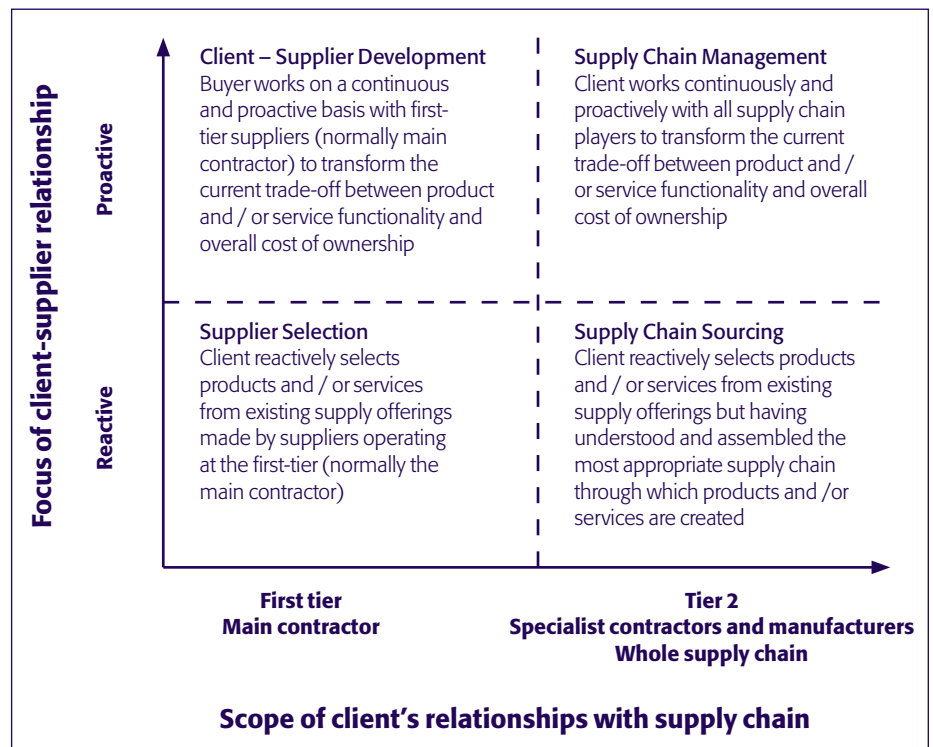 Focus of client-supplier relationship
Proactive
Client – Supplier Development
Buyer works on a continuous
and proactive basis with first-
tier suppliers (normally main
contractor) to transform the
current trade-off between product
and / or service functionality and
overall cost of ownership
Supply Chain Management
Client works continuously and
proactively with all supply chain
players to transform the current
trade-off between product and /
or service functionality and overall
cost of ownership
Reactive
Supplier Selection
Client reactively selects
products and / or services
from existing supply offerings
made by suppliers operating
at the first-tier (normally the
main contractor)
Supply Chain Sourcing
Client reactively selects products
and / or services from existing
supply offerings but having
understood and assembled the
most appropriate supply chain
through which products and /or
services are created
First tier
Main contractor
Tier 2
Specialist contractors and manufacturers
Whole supply chain
Scope of client's relationships with supply chain